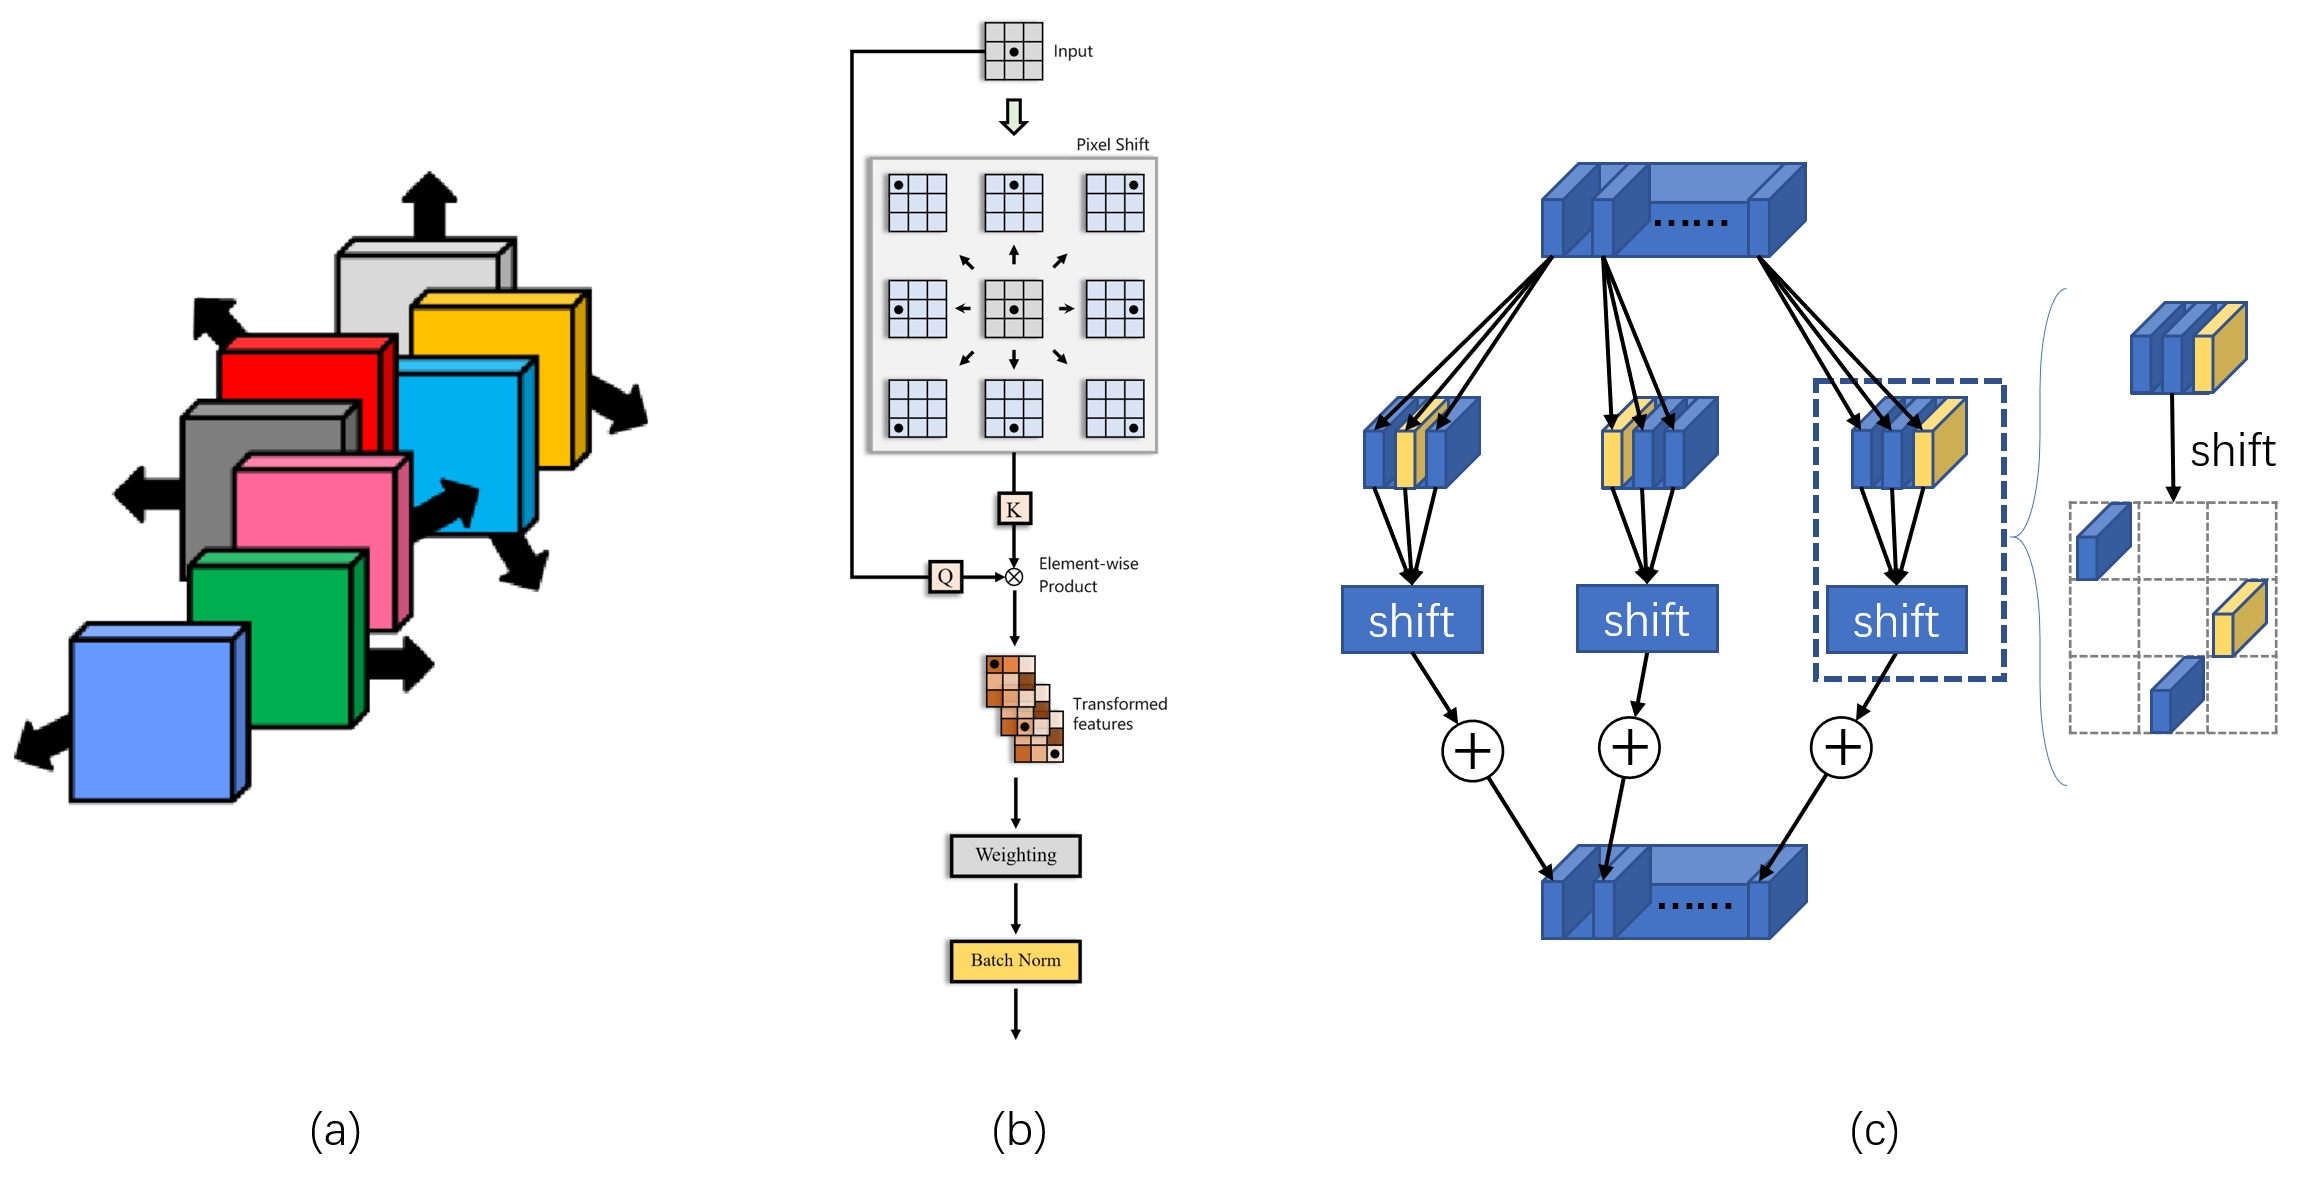 Input
Pixel Shift
K
Q
Element-wise
Product
Transformed
features
Weighting
Batch Norm
......
shift
shift
shift
shift
......
(a)
(b)
(c)